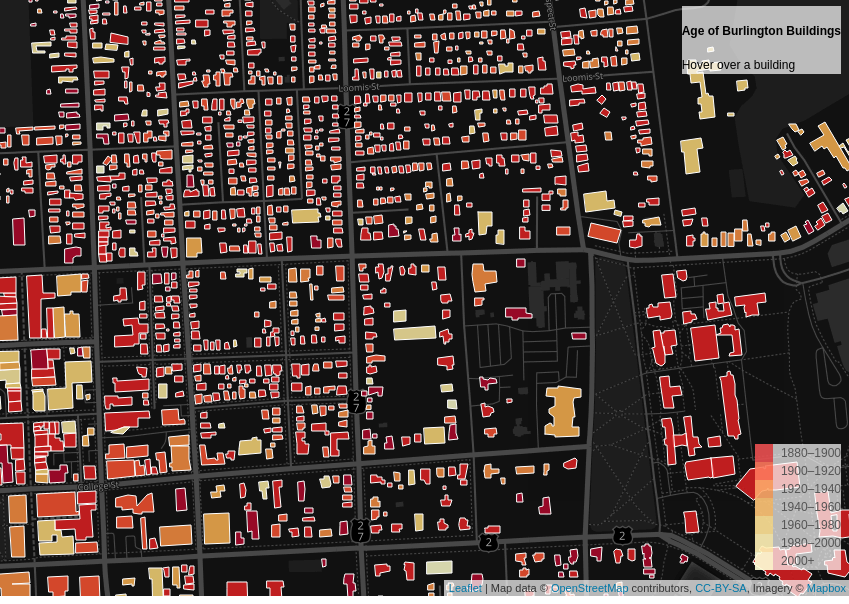 Age of Burlington Buildings
Hover over a building
Loomis St
Loomis St
2
7
2
7
College St
2
7
2
2
1880–1900
1900–1920
1920–1940
1940–1960
1960–1980
1980–2000
2000+
Leaflet | Map data © OpenStreetMap contributors, CC-BY-SA, Imagery © Mapbox